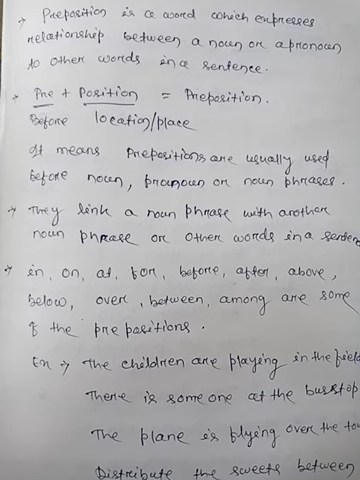 → Preposition is a word which expresses
relationship between a noun or a pronoun
to other words in a sentence.
→ Pre + Position = Preposition.
Before location/place
It means Prepositions are usually used
before noun, pronoun or noun phrases.
→ They link a noun phrase with another
noun phrase or other words in a sentenc
→ in, on, at, for, before, after, above,
below, over, between, among are some
of the prepositions.
Ex → The children are playing in the field
There is some one at the busstop
The plane is flying over the
Distribute the sweets between